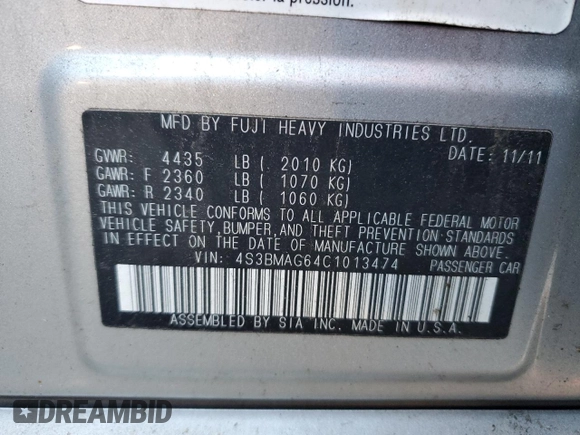 la pression.
MFD BY FUJI HEAVY INDUSTRIES LTD.
DATE: 11/11
GVWR: 4435 LB ( 2010 KG)
GAWR: F 2360 LB ( 1070 KG)
GAWR: R 2340 LB ( 1060 KG)
THIS VEHICLE CONFORMS TO ALL APPLICABLE FEDERAL MOTOR
VEHICLE SAFETY, BUMPER, AND THEFT PREVENTION STANDARDS
IN EFFECT ON THE DATE OF MANUFACTURE SHOWN ABOVE.
VIN: 4S3BMAG64C1013474 PASSENGER CAR
ASSEMBLED BY SIA INC. MADE IN U.S.A.
DREAMBID